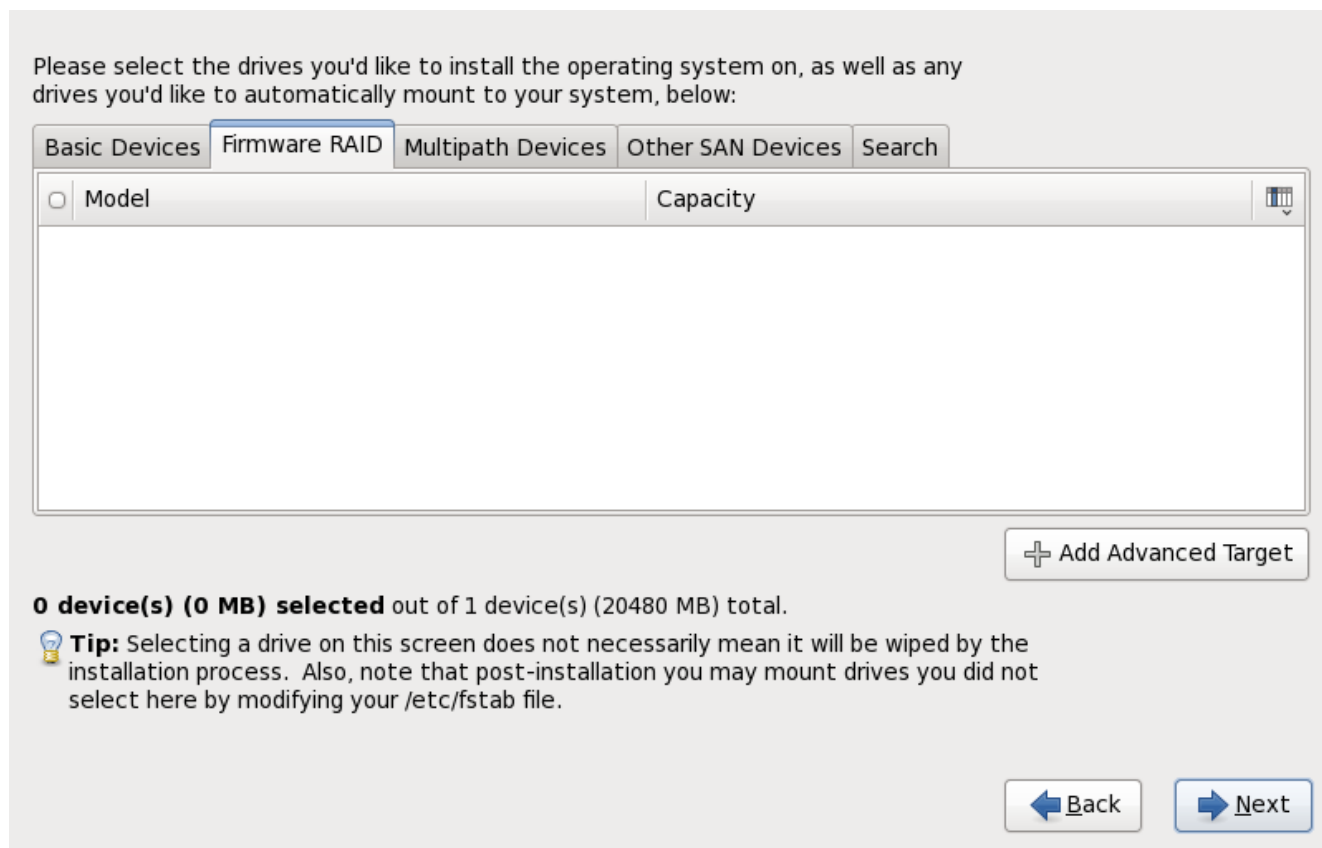 Please select the drives you'd like to install the operating system on, as well as any
drives you'd like to automatically mount to your system, below:
Basic Devices Firmware RAID Multipath Devices Other SAN Devices Search
Model Capacity
Add Advanced Target
0 device(s) (0 MB) selected out of 1 device(s) (20480 MB) total.
Tip: Selecting a drive on this screen does not necessarily mean it will be wiped by the
installation process.  Also, note that post-installation you may mount drives you did not
select here by modifying your /etc/fstab file.
Back Next